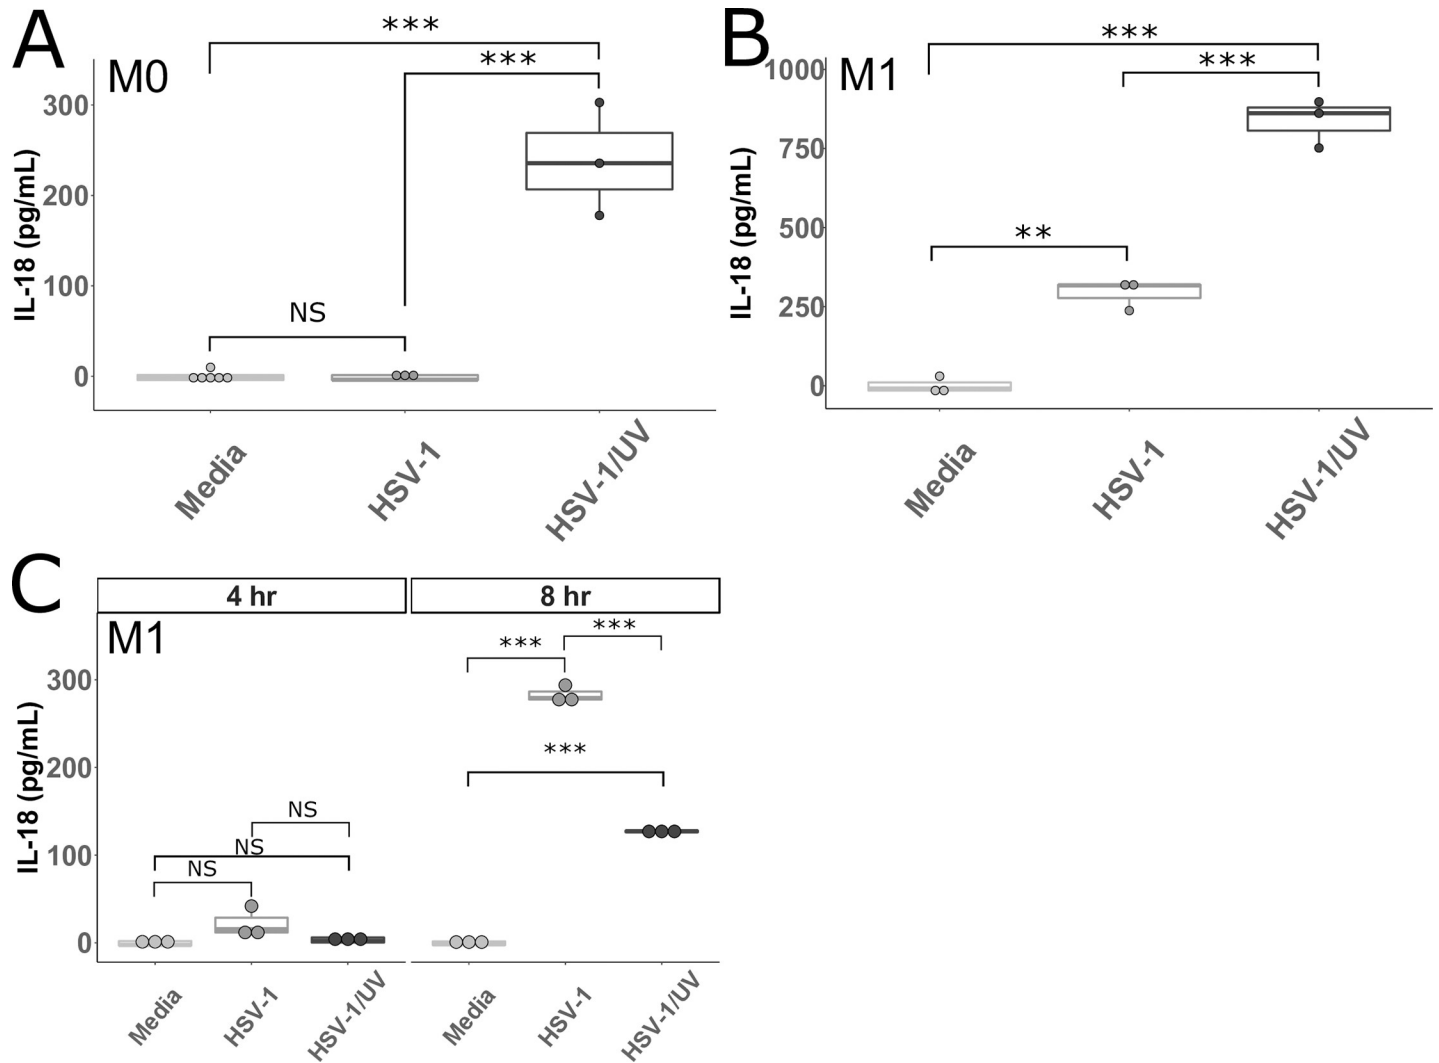 A
M0
***
***
NS
IL-18 (pg/mL)
300
200
100
0
Media
HSV-1
HSV-1/UV
B
M1
***
***
**
IL-18 (pg/mL)
1000
750
500
250
0
Media
HSV-1
HSV-1/UV
C
4 hr
8 hr
M1
***
***
***
NS
NS
NS
IL-18 (pg/mL)
300
200
100
0
Media
HSV-1
HSV-1/UV
Media
HSV-1
HSV-1/UV